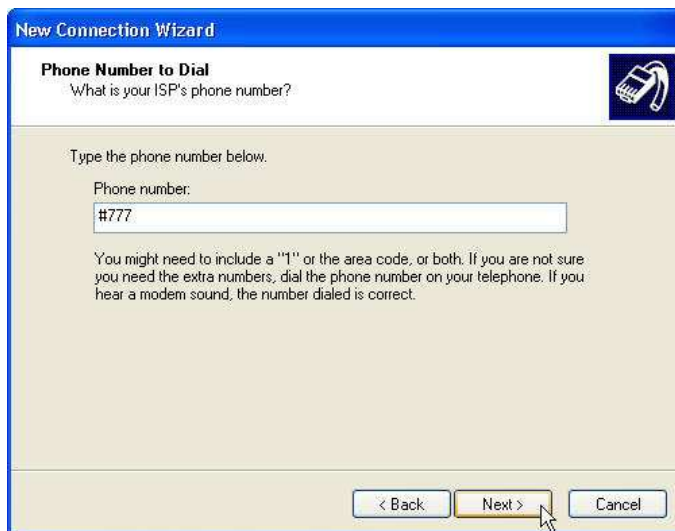 New Connection Wizard
Phone Number to Dial
What is your ISP's phone number?
Type the phone number below.
Phone number:
#777
You might need to include a "1" or the area code, or both. If you are not sure
you need the extra numbers, dial the phone number on your telephone. If you
hear a modem sound, the number dialed is correct.
< Back
Next >
Cancel